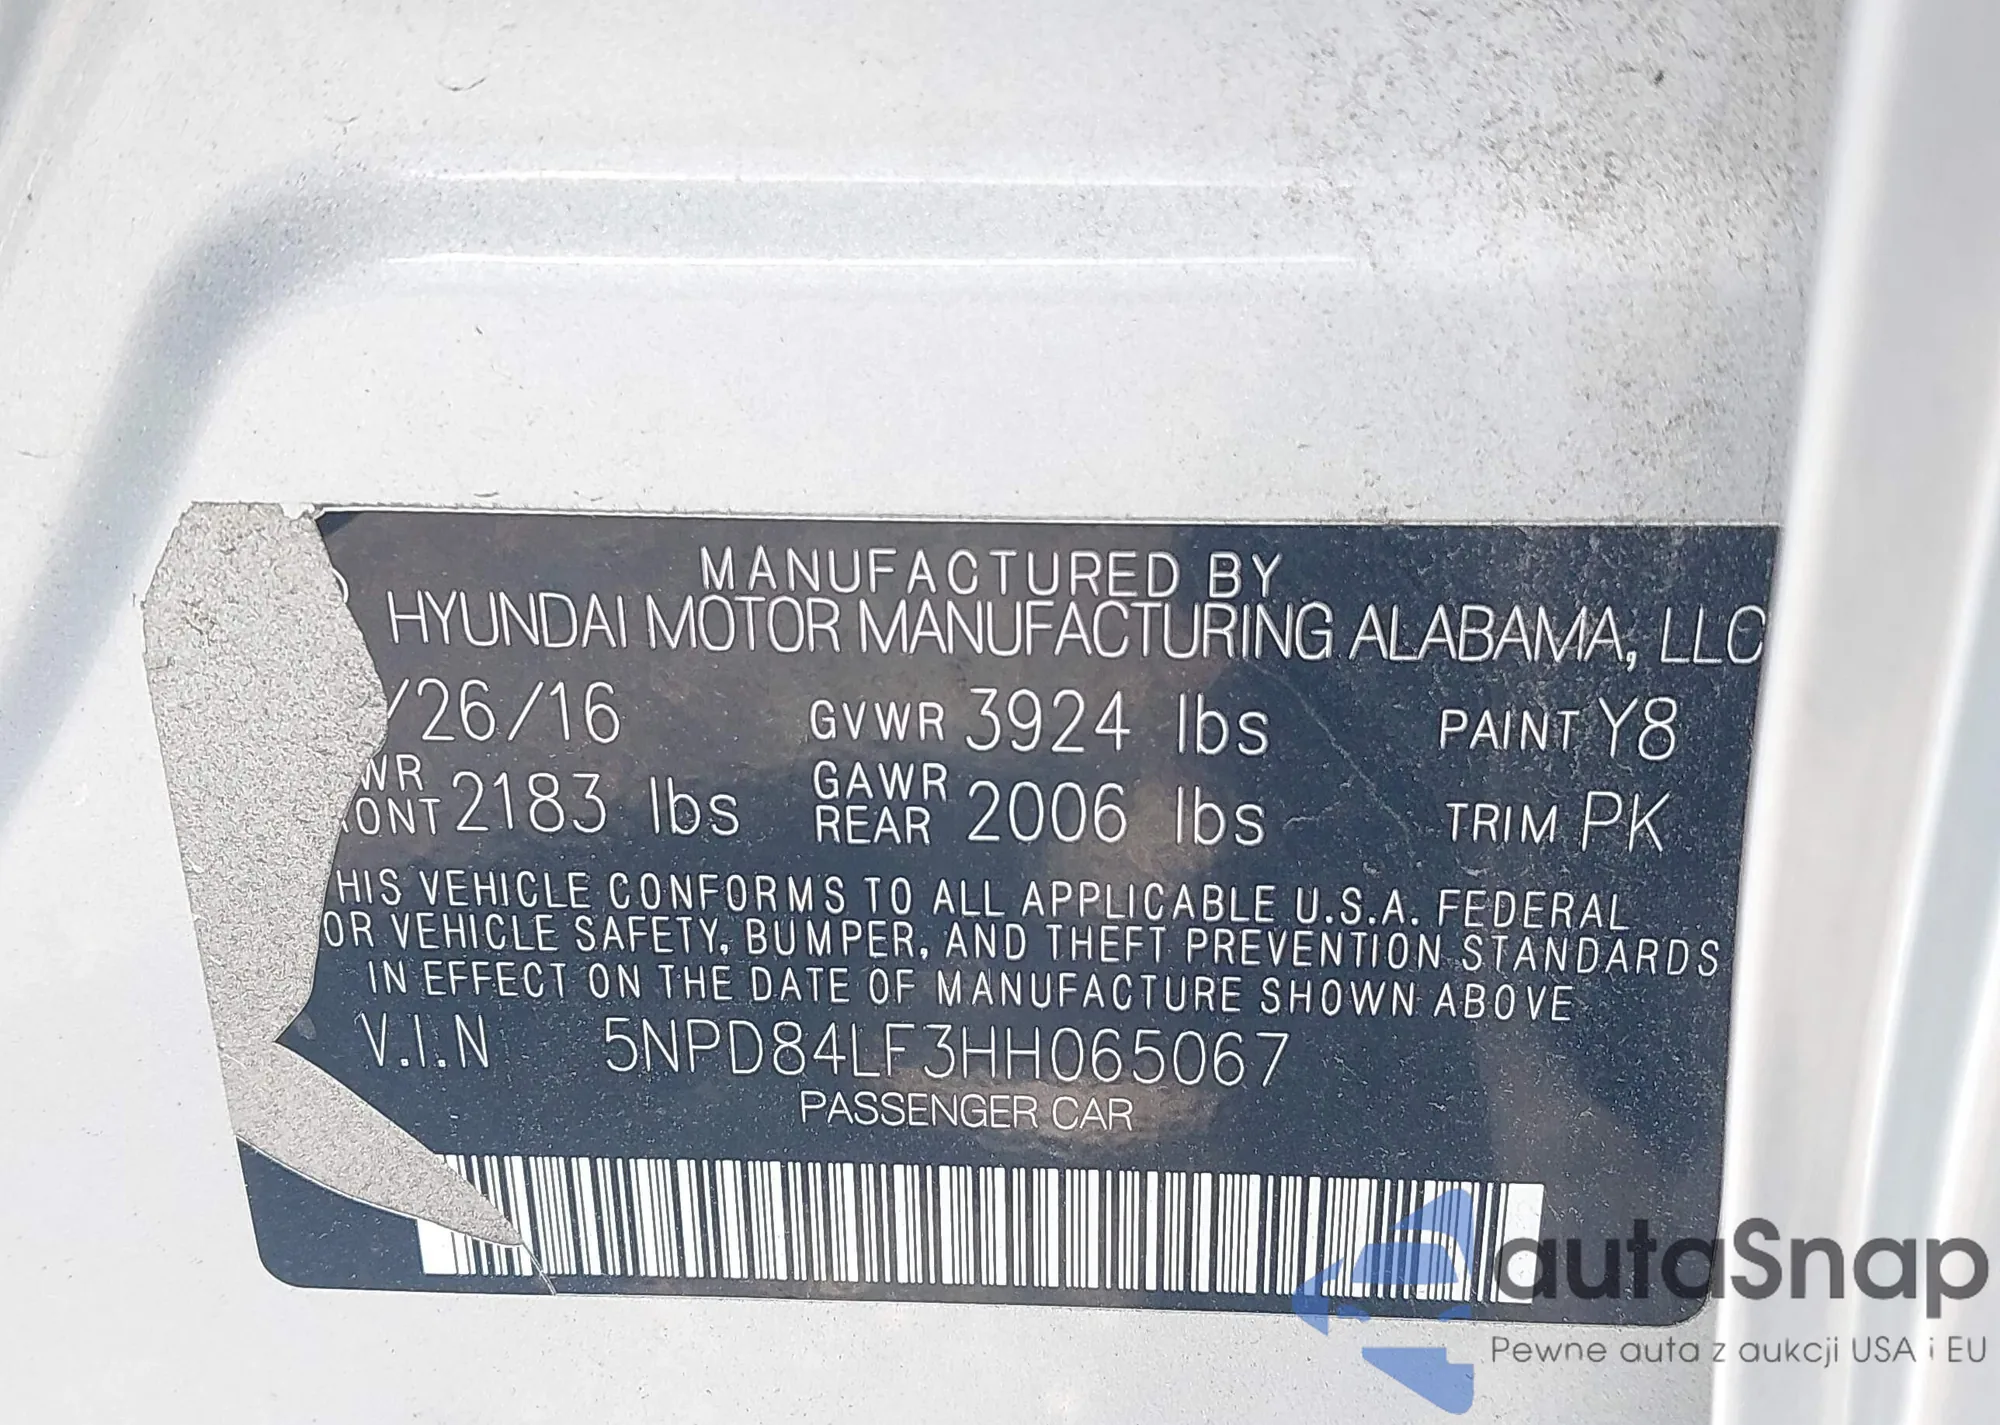 MANUFACTURED BY
HYUNDAI MOTOR MANUFACTURING ALABAMA, LLC
/26/16 GVWR 3924 lbs PAINT Y8
WR GAWR
ONT 2183 lbs REAR 2006 lbs TRIM PK
HIS VEHICLE CONFORMS TO ALL APPLICABLE U.S.A. FEDERAL
OR VEHICLE SAFETY, BUMPER, AND THEFT PREVENTION STANDARDS
IN EFFECT ON THE DATE OF MANUFACTURE SHOWN ABOVE
V.I.N 5NPD84LF3HH065067
PASSENGER CAR
autaSnap
Pewne auta z aukcji USA i EU